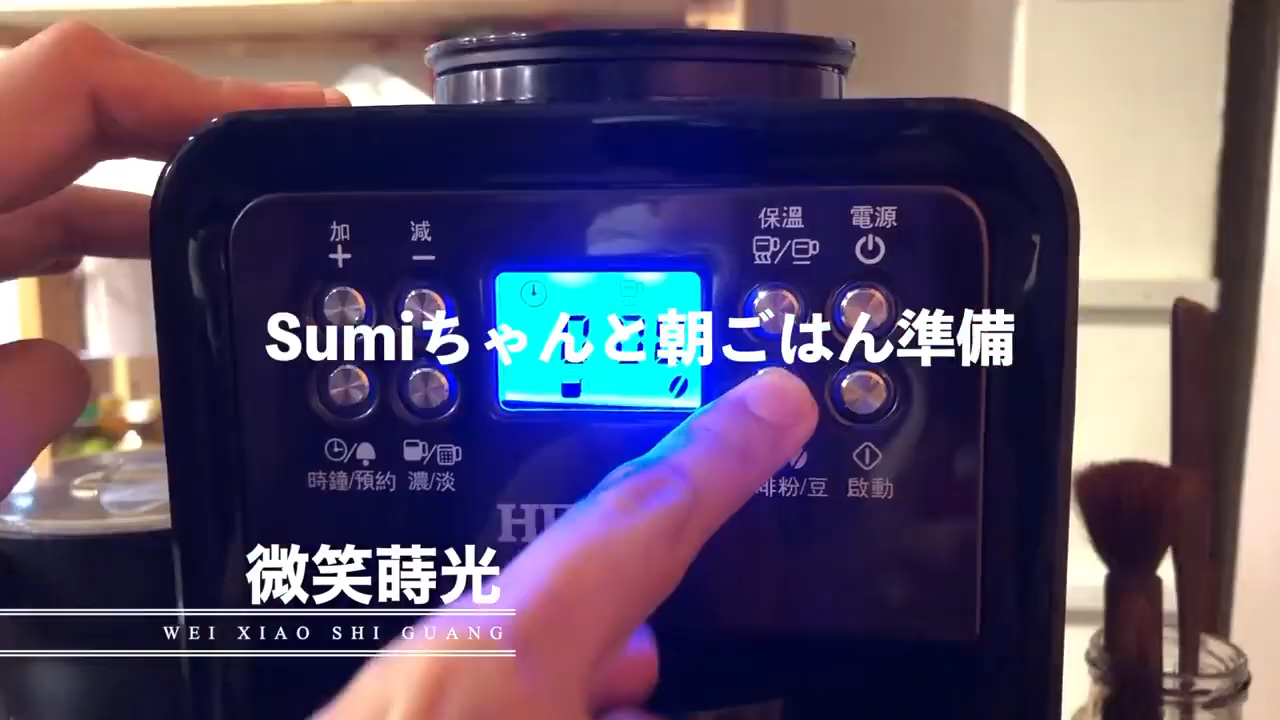 加
減
保溫
電源
Sumiちゃんと朝ごはん準備
時鐘/預約
濃/淡
啡粉/豆
啟動
微笑蒔光
WEI XIAO SHI GUANG